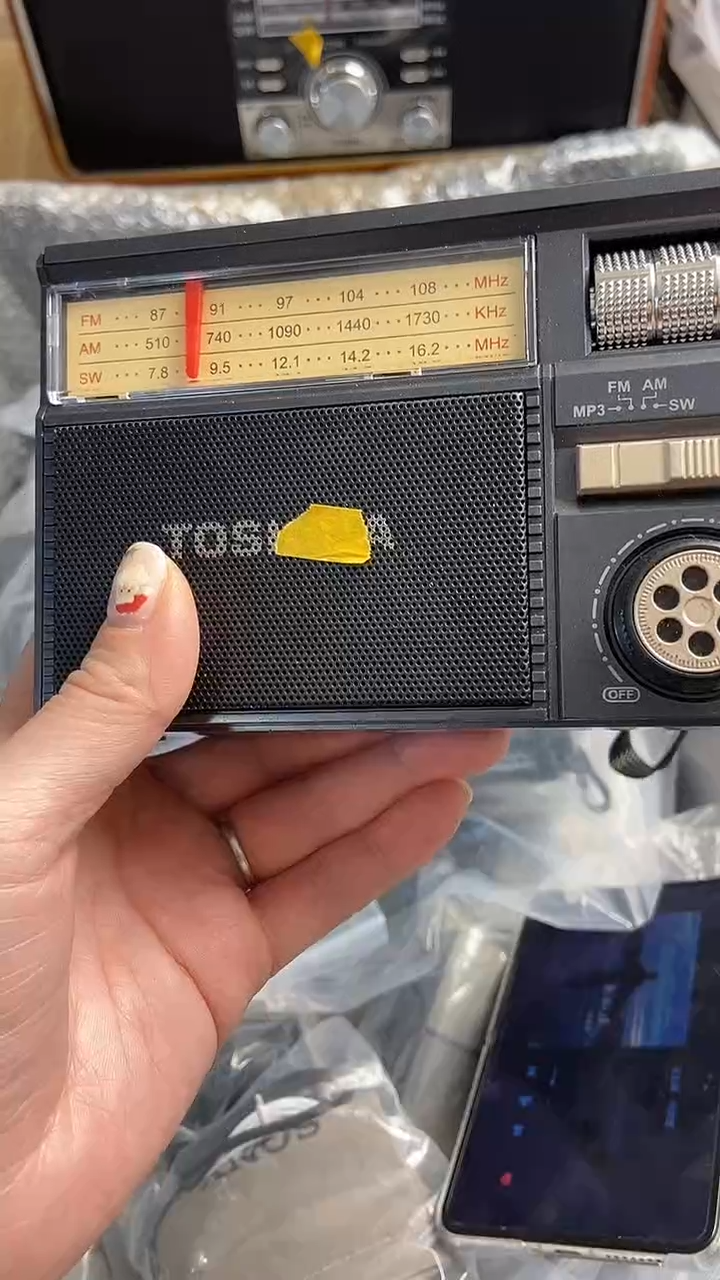 FM ··· 87 ··· 91 ··· 97 ··· 104 ··· 108 ··· MHz
AM ··· 510 ··· 740 ··· 1090 ··· 1440 ··· 1730 ··· KHz
SW ··· 7.8 ··· 9.5 ··· 12.1 ··· 14.2 ··· 16.2 ··· MHz
FM AM
MP3 SW
OFF